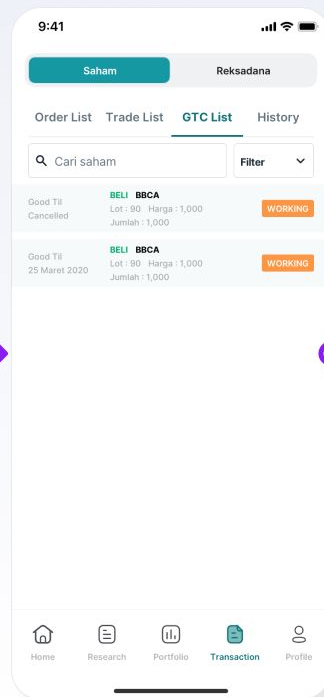 9:41
Saham Reksadana
Order List Trade List GTC List History
Cari saham Filter
Good Til
Cancelled
BELI BBCA
Lot : 90 Harga : 1,000
Jumlah : 1,000
WORKING
Good Til
25 Maret 2020
BELI BBCA
Lot : 90 Harga : 1,000
Jumlah : 1,000
WORKING
Home Research Portfolio Transaction Profile